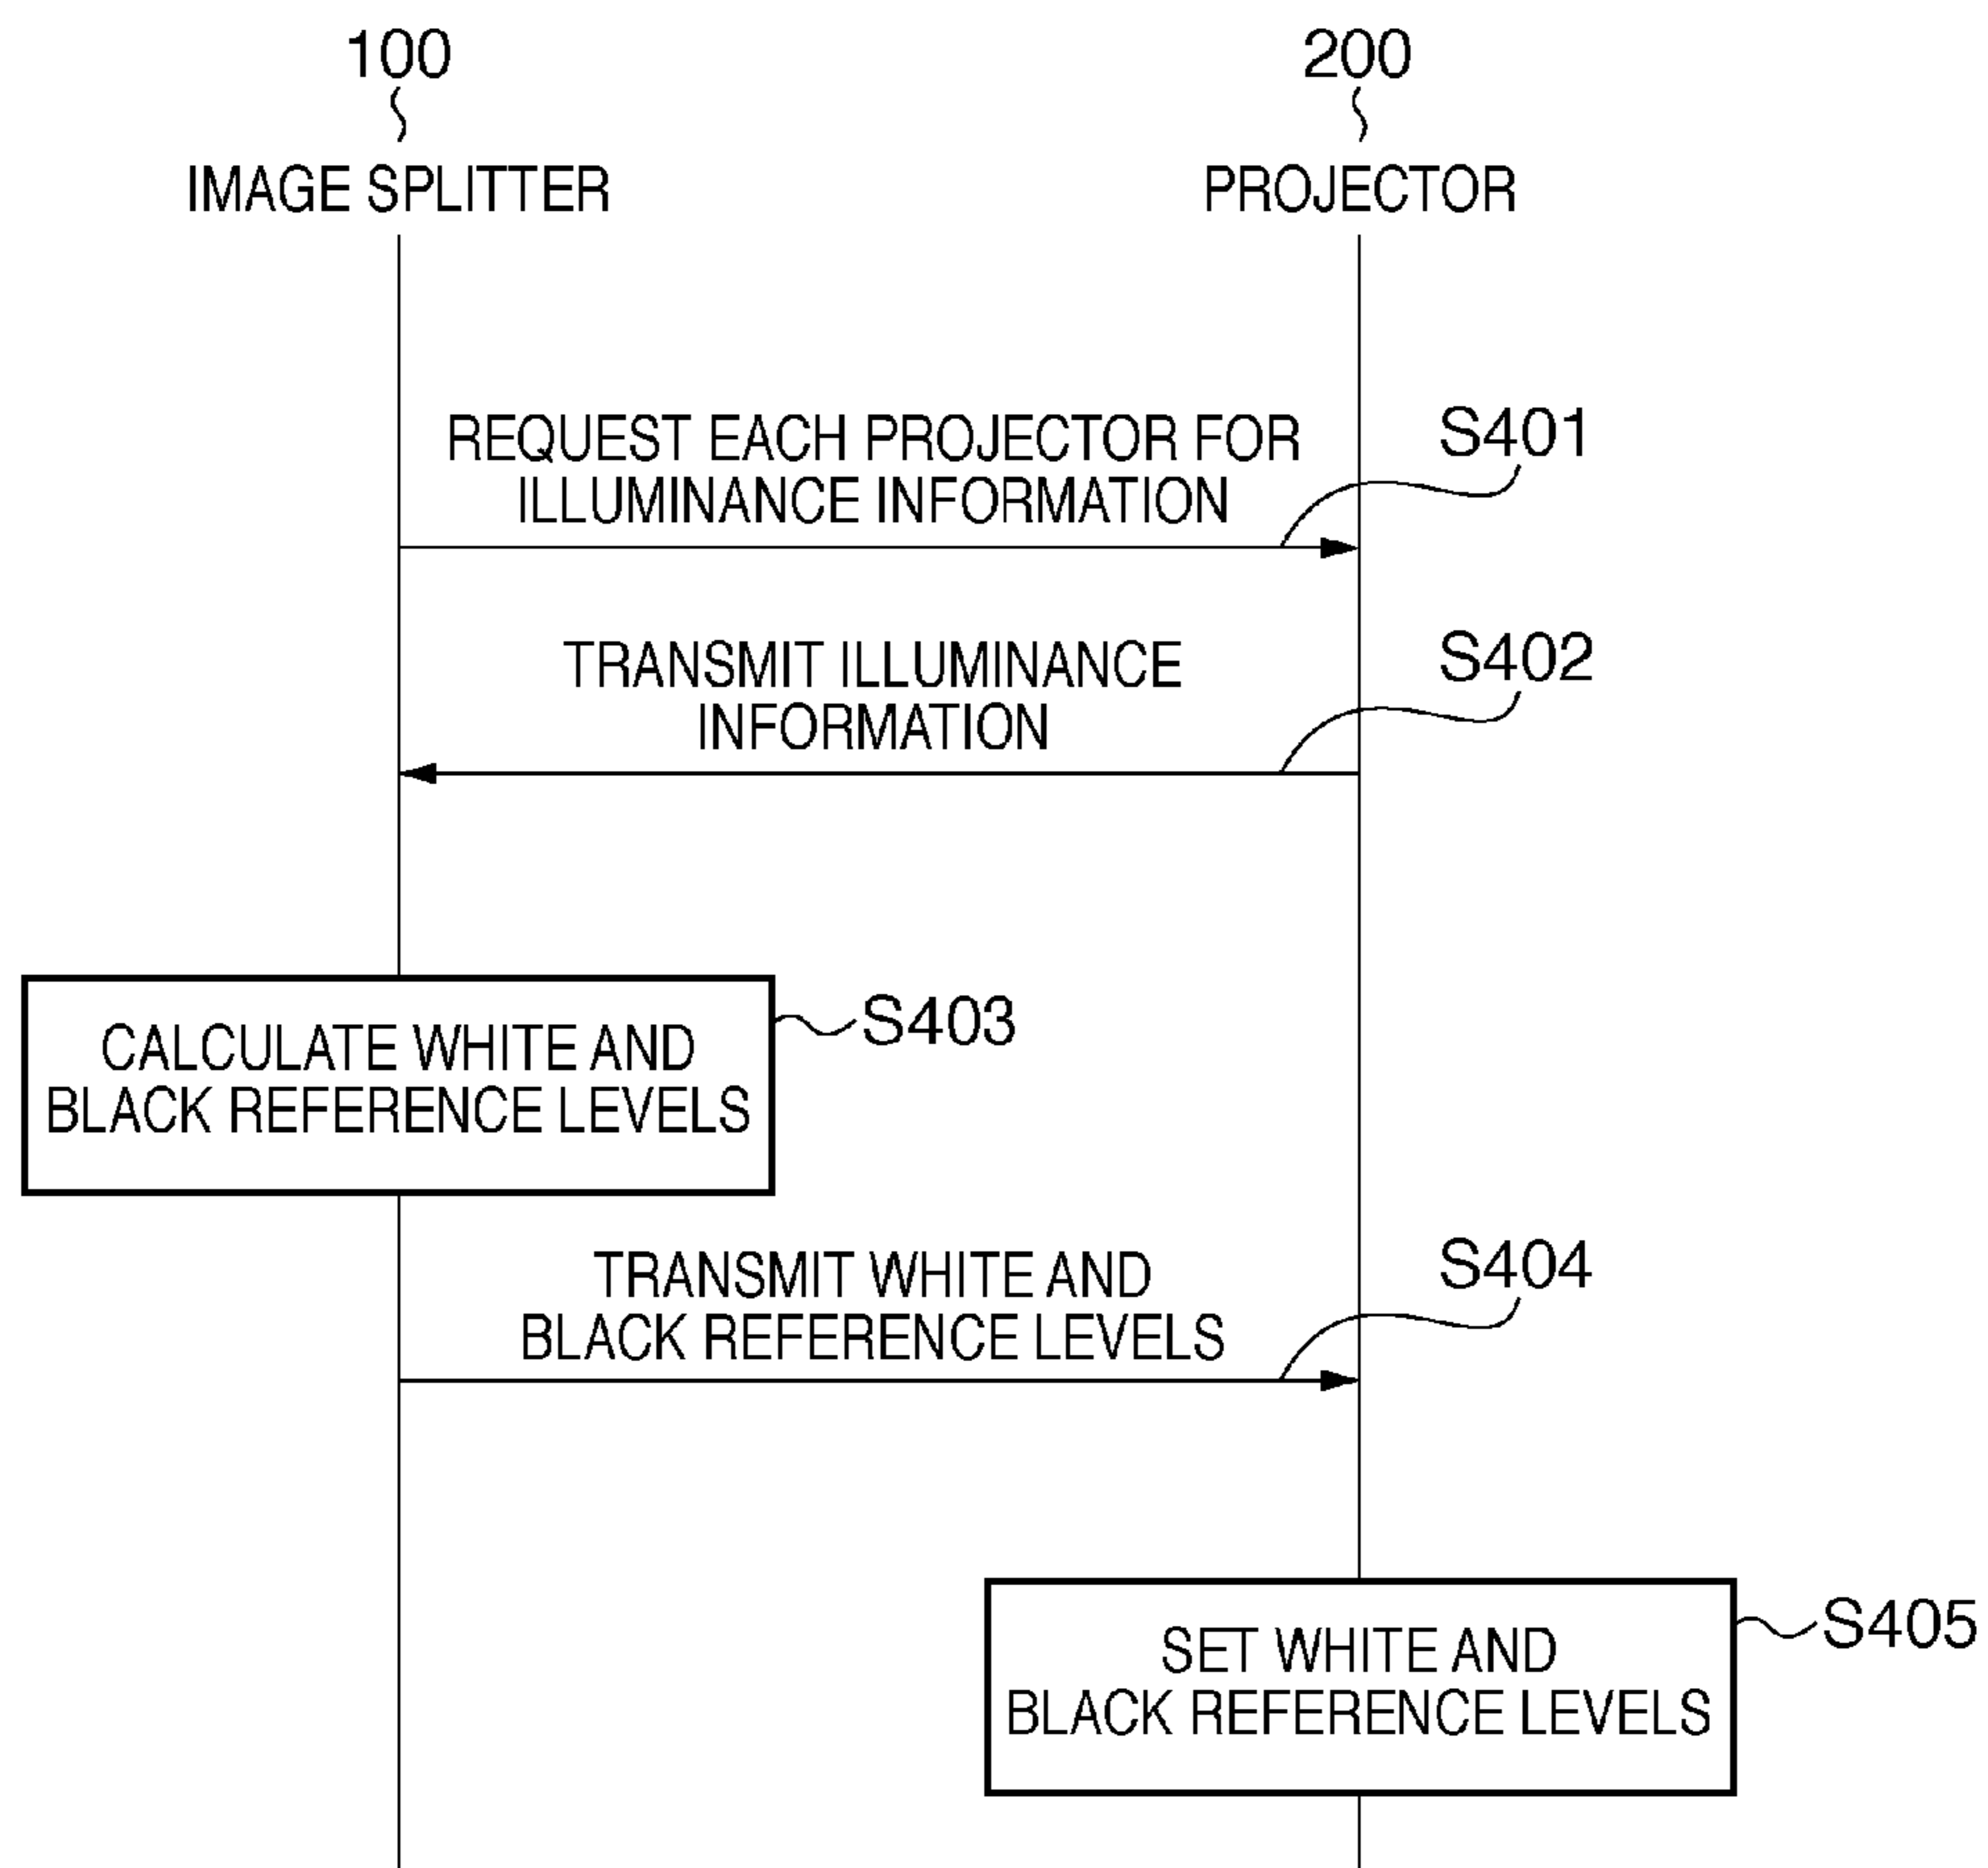 100
200
IMAGE SPLITTER
PROJECTOR
REQUEST EACH PROJECTOR FOR
ILLUMINANCE INFORMATION
S401
TRANSMIT ILLUMINANCE
INFORMATION
S402
CALCULATE WHITE AND
BLACK REFERENCE LEVELS
S403
TRANSMIT WHITE AND
BLACK REFERENCE LEVELS
S404
SET WHITE AND
BLACK REFERENCE LEVELS
S405